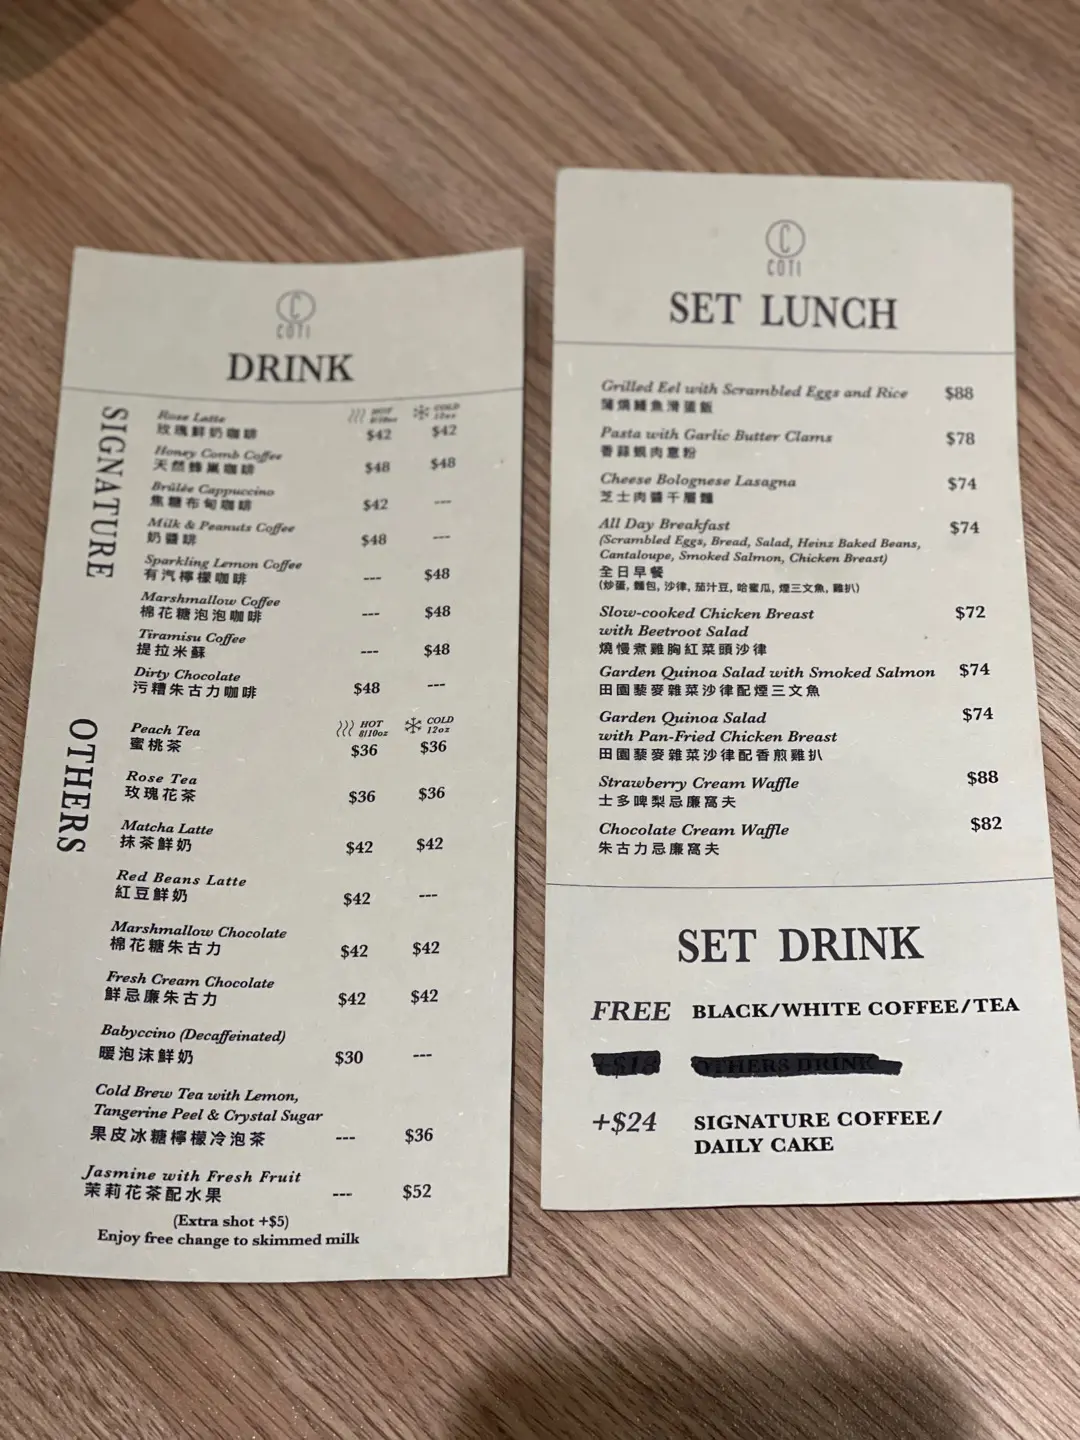 C
COTI
DRINK
SIGNATURE
HOT 8/10oz COLD 12oz
Rose Latte
玫瑰鮮奶咖啡 $42 $42
Honey Comb Coffee
天然蜂巢咖啡 $48 $48
Brûlée Cappuccino
焦糖布甸咖啡 $42 ---
Milk & Peanuts Coffee
奶醬啡 $48 ---
Sparkling Lemon Coffee
有汽檸檬咖啡 --- $48
Marshmallow Coffee
棉花糖泡泡咖啡 --- $48
Tiramisu Coffee
提拉米蘇 --- $48
Dirty Chocolate
污糟朱古力咖啡 $48 ---
OTHERS
HOT 8/10oz COLD 12oz
Peach Tea
蜜桃茶 $36 $36
Rose Tea
玫瑰花茶 $36 $36
Matcha Latte
抹茶鮮奶 $42 $42
Red Beans Latte
紅豆鮮奶 $42 ---
Marshmallow Chocolate
棉花糖朱古力 $42 $42
Fresh Cream Chocolate
鮮忌廉朱古力 $42 $42
Babyccino (Decaffeinated)
暖泡沫鮮奶 $30 ---
Cold Brew Tea with Lemon,
Tangerine Peel & Crystal Sugar
果皮冰糖檸檬冷泡茶 --- $36
Jasmine with Fresh Fruit
茉莉花茶配水果 --- $52
(Extra shot +$5)
Enjoy free change to skimmed milk
C
COTI
SET LUNCH
Grilled Eel with Scrambled Eggs and Rice $88
蒲燒鰻魚滑蛋飯
Pasta with Garlic Butter Clams $78
香蒜蜆肉意粉
Cheese Bolognese Lasagna $74
芝士肉醬千層麵
All Day Breakfast $74
(Scrambled Eggs, Bread, Salad, Heinz Baked Beans,
Cantaloupe, Smoked Salmon, Chicken Breast)
全日早餐
(炒蛋, 麵包, 沙律, 茄汁豆, 哈蜜瓜, 煙三文魚, 雞扒)
Slow-cooked Chicken Breast $72
with Beetroot Salad
燒慢煮雞胸紅菜頭沙律
Garden Quinoa Salad with Smoked Salmon $74
田園藜麥雜菜沙律配煙三文魚
Garden Quinoa Salad $74
with Pan-Fried Chicken Breast
田園藜麥雜菜沙律配香煎雞扒
Strawberry Cream Waffle $88
士多啤梨忌廉窩夫
Chocolate Cream Waffle $82
朱古力忌廉窩夫
SET DRINK
FREE BLACK/WHITE COFFEE/TEA
+$18 OTHERS DRINK
+$24 SIGNATURE COFFEE/
DAILY CAKE